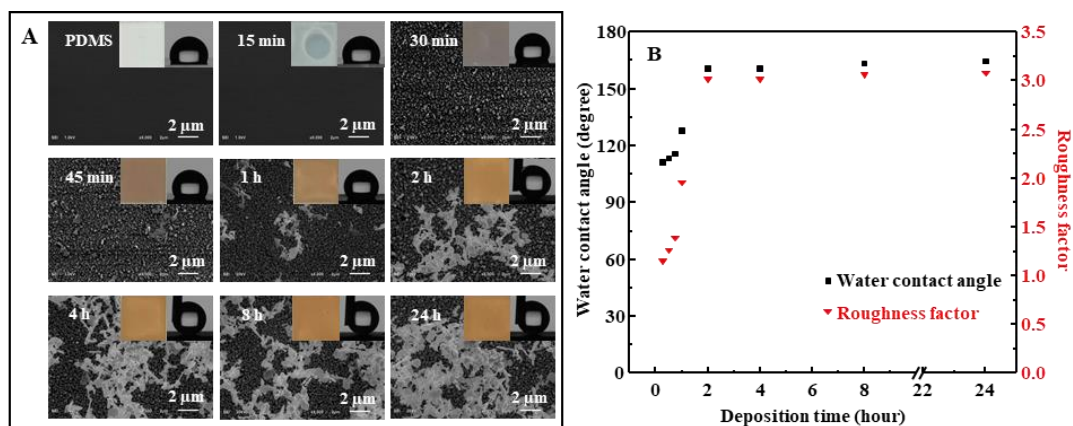 A
PDMS
2 μm
15 min
2 μm
30 min
2 μm
45 min
2 μm
1 h
2 μm
2 h
2 μm
4 h
2 μm
8 h
2 μm
24 h
2 μm
B
Water contact angle (degree)
180
150
120
90
60
30
0
Roughness factor
3.5
3.0
2.5
2.0
1.5
1.0
0.5
0.0
Water contact angle
Roughness factor
0 2 4 6 8 22 24
Deposition time (hour)